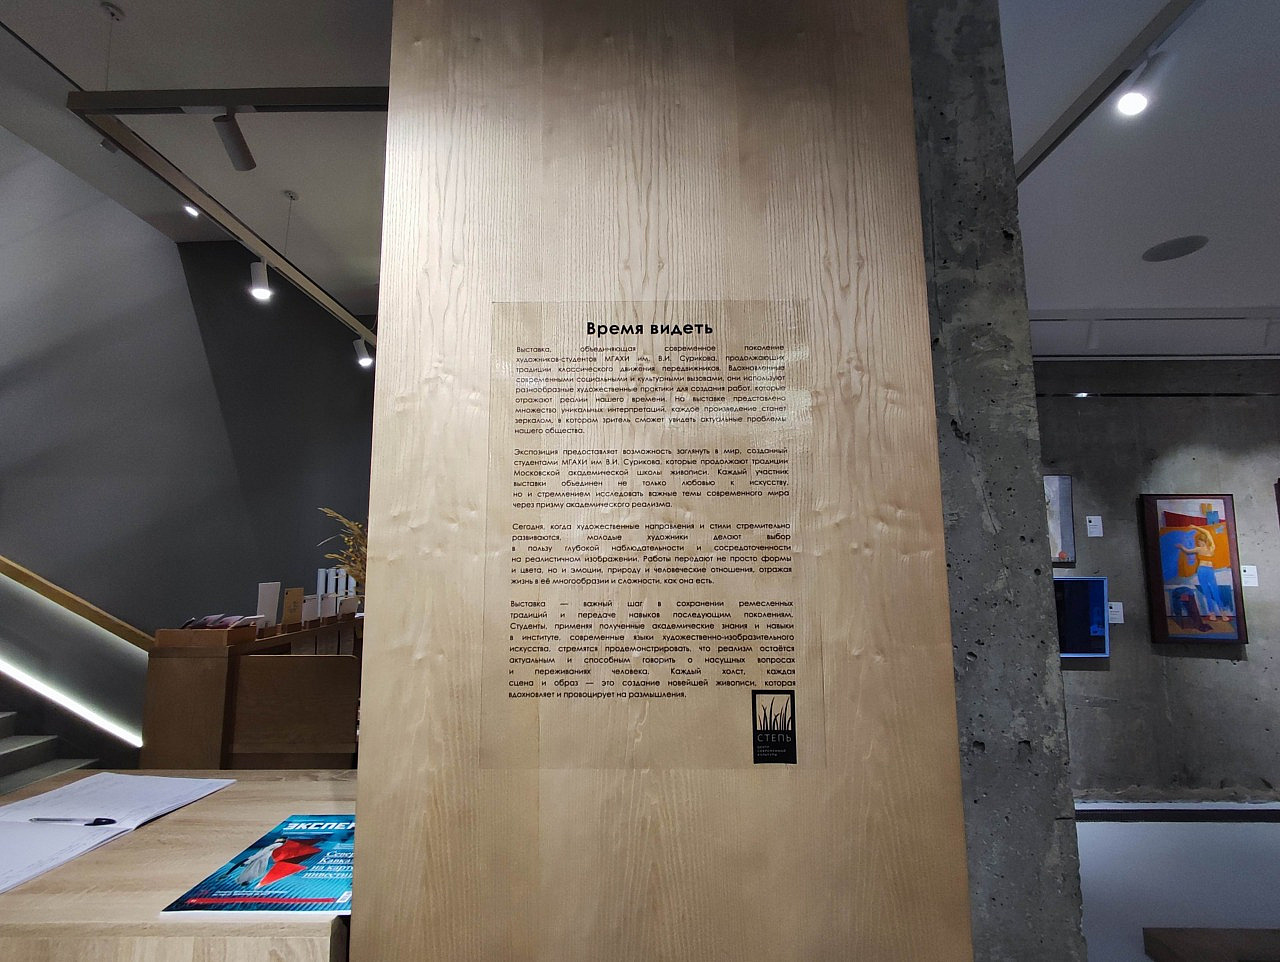 Время видеть
Выставка, объединяющая современное поколение
художников-студентов МГАХИ им. В.И. Сурикова, продолжающих
традиции классического движения передвижников. Вдохновленные
современными социальными и культурными вызовами, они используют
разнообразные художественные практики для создания работ, которые
отражают реалии нашего времени. На выставке представлено
множество уникальных интерпретаций, каждое произведение станет
зеркалом, в котором зритель сможет увидеть актуальные проблемы
нашего общества.
Экспозиция предоставляет возможность заглянуть в мир, созданный
студентами МГАХИ им В.И. Сурикова, которые продолжают традиции
Московской академической школы живописи. Каждый участник
выставки объединен не только любовью к искусству,
но и стремлением исследовать важные темы современного мира
через призму академического реализма.
Сегодня, когда художественные направления и стили стремительно
развиваются, молодые художники делают выбор
в пользу глубокой наблюдательности и сосредоточенности
на реалистичном изображении. Работы передают не просто формы
и цвета, но и эмоции, природу и человеческие отношения, отражая
жизнь в её многообразии и сложности, как она есть.
Выставка — важный шаг в сохранении ремесленных
традиций и передаче навыков последующим поколениям.
Студенты, применяя полученные академические знания и навыки
в институте, современные языки художественно-изобразительного
искусства, стремятся продемонстрировать, что реализм остаётся
актуальным и способным говорить о насущных вопросах
и переживаниях человека. Каждый холст, каждая
сцена и образ — это создание новейшей живописи, которая
вдохновляет и провоцирует на размышления.
СТЕПЬ
ЦЕНТР
СОВРЕМЕННОЙ
КУЛЬТУРЫ
ЭКСПЕР
Север
Кавка
на карте
инвести